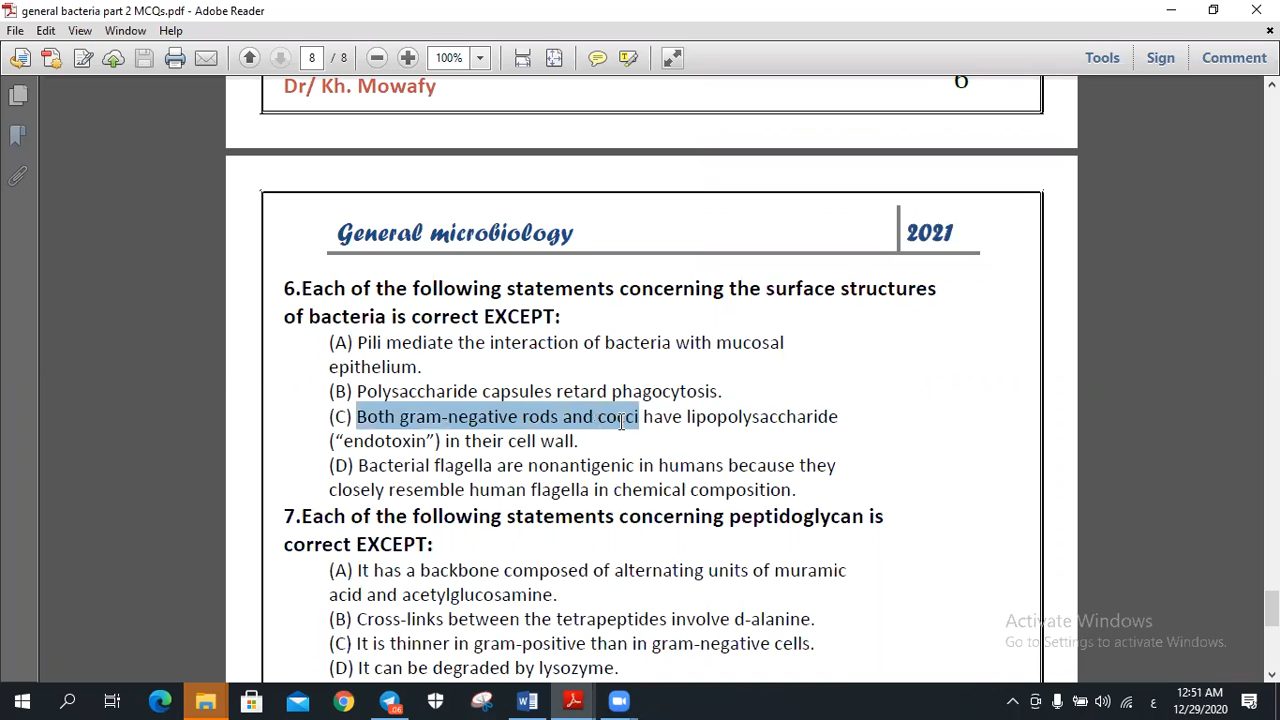 general bacteria part 2 MCQs.pdf - Adobe Reader
File Edit View Window Help
8 / 8 100% Tools Sign Comment
Dr/ Kh. Mowafy 6
General microbiology 2021
6.Each of the following statements concerning the surface structures
of bacteria is correct EXCEPT:
(A) Pili mediate the interaction of bacteria with mucosal
epithelium.
(B) Polysaccharide capsules retard phagocytosis.
(C) Both gram-negative rods and cocci have lipopolysaccharide
(“endotoxin”) in their cell wall.
(D) Bacterial flagella are nonantigenic in humans because they
closely resemble human flagella in chemical composition.
7.Each of the following statements concerning peptidoglycan is
correct EXCEPT:
(A) It has a backbone composed of alternating units of muramic
acid and acetylglucosamine.
(B) Cross-links between the tetrapeptides involve d-alanine.
(C) It is thinner in gram-positive than in gram-negative cells.
(D) It can be degraded by lysozyme.
Activate Windows
Go to Settings to activate Windows.
12:51 AM
ع
12/29/2020